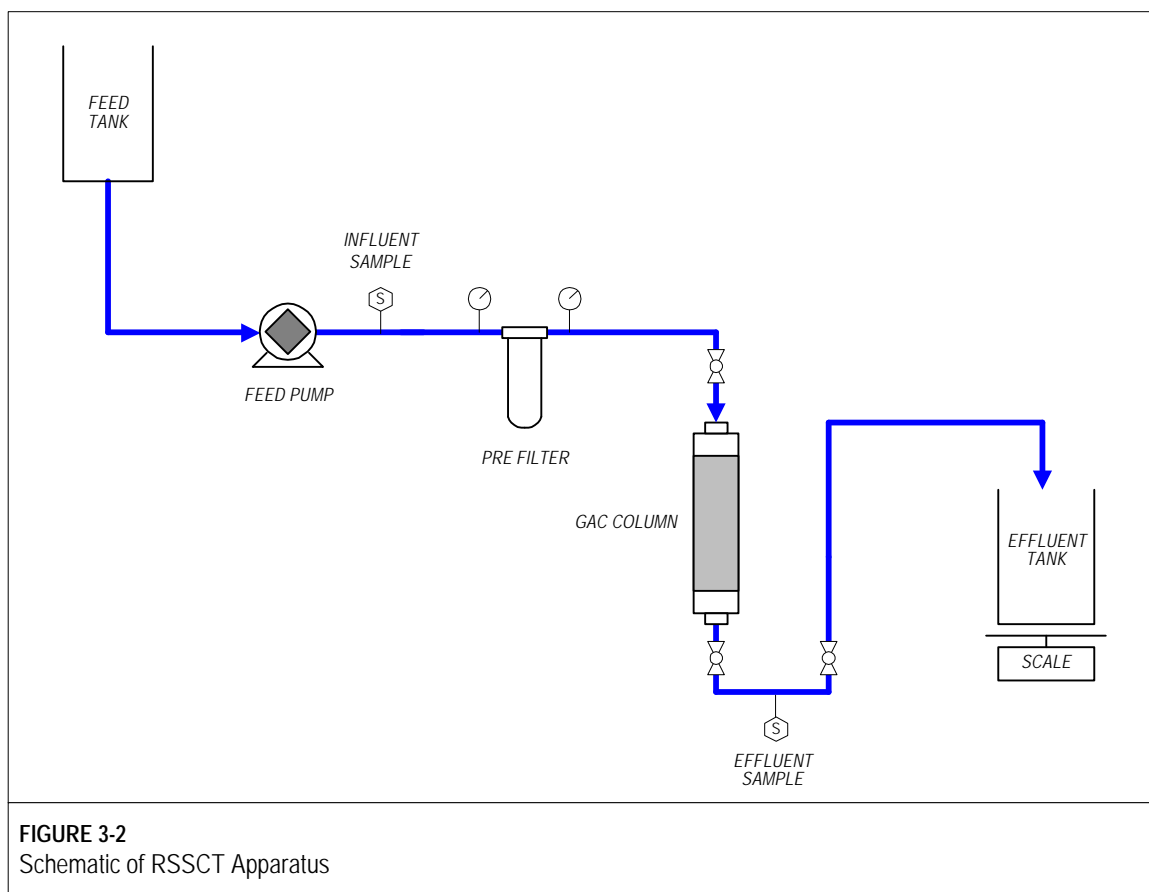 FEED
TANK
INFLUENT
SAMPLE
S
FEED PUMP
PRE FILTER
GAC COLUMN
EFFLUENT
TANK
SCALE
S
EFFLUENT
SAMPLE
FIGURE 3-2
Schematic of RSSCT Apparatus